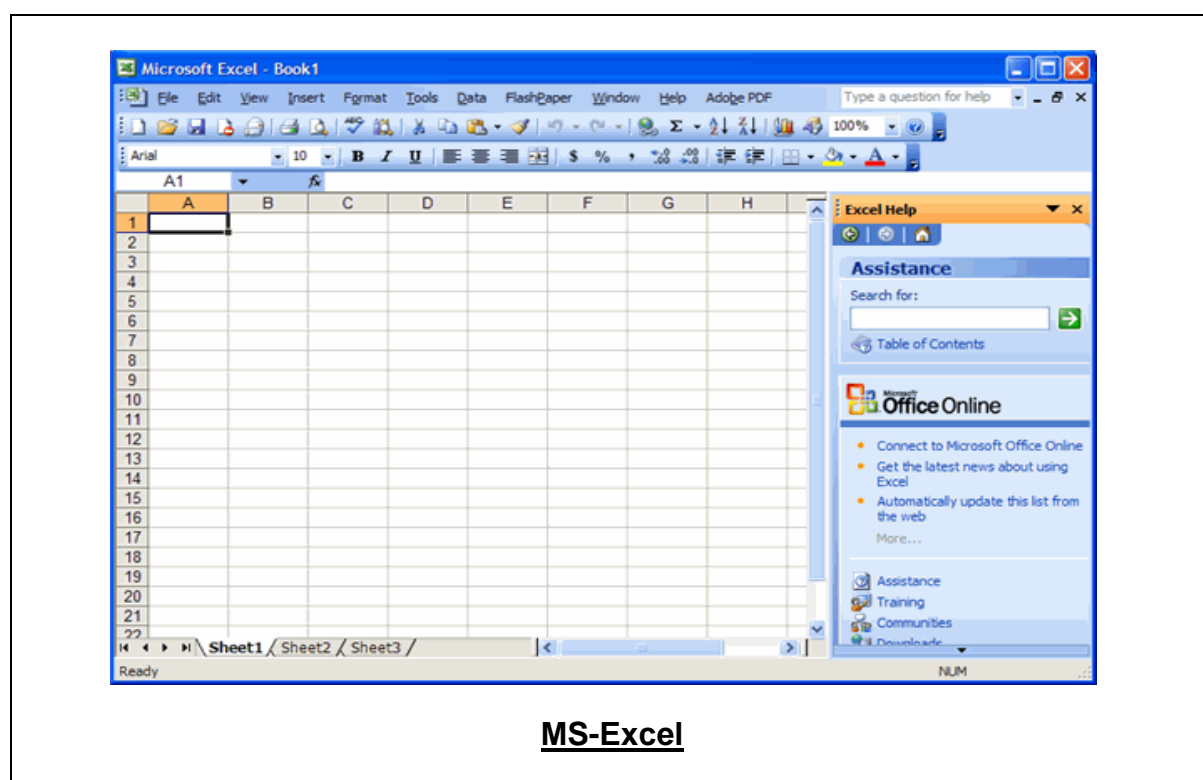 Microsoft Excel - Book1
File Edit View Insert Format Tools Data FlashPaper Window Help Adobe PDF Type a question for help
Σ 100%
Arial 10 B I U $ % ,
A1 fx
A B C D E F G H
Excel Help
1
2
3
4
5
6
7
8
9
10
11
12
13
14
15
16
17
18
19
20
21
22
Assistance
Search for:
Table of Contents
Microsoft
Office Online
Connect to Microsoft Office Online
Get the latest news about using
Excel
Automatically update this list from
the web
More...
Assistance
Training
Communities
Downloads
Sheet1 Sheet2 Sheet3
Ready NUM
MS-Excel